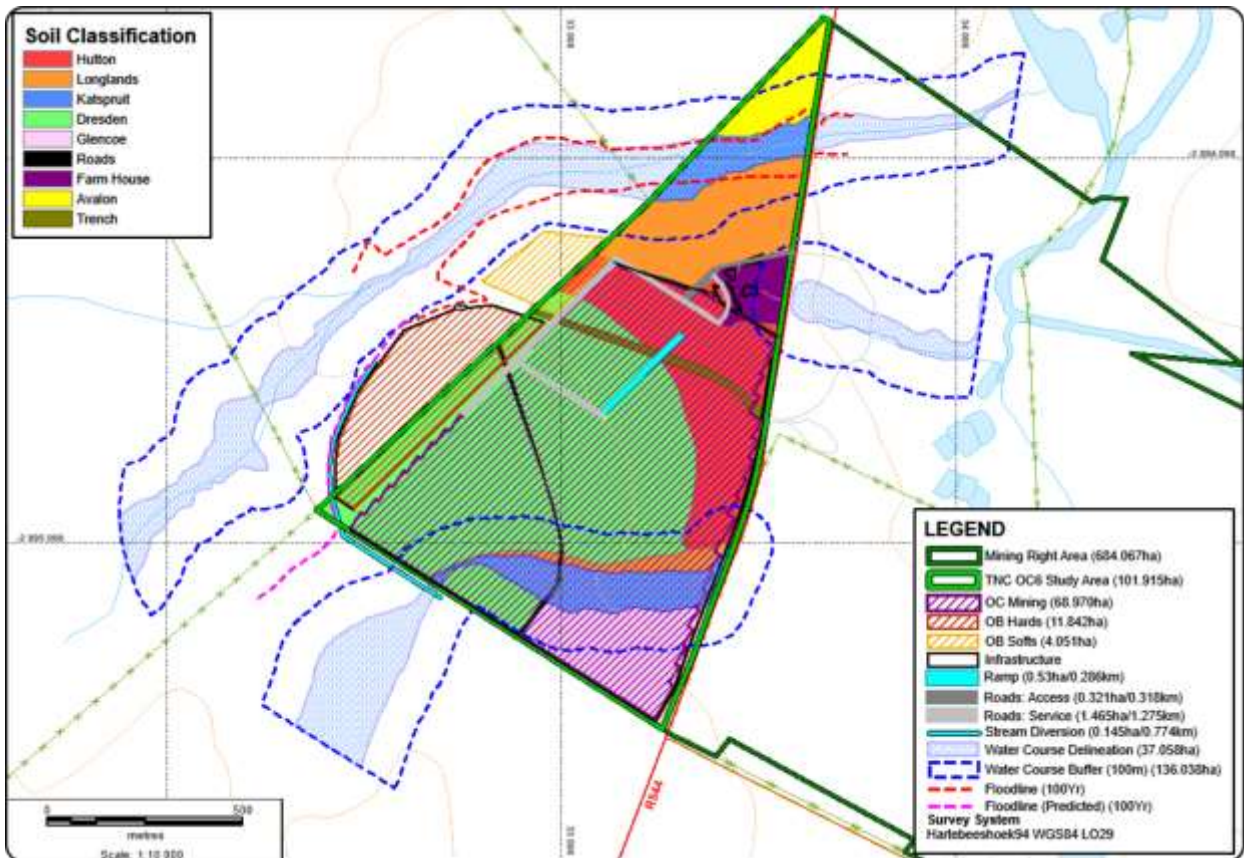 Soil Classification
Hutton
Longlands
Katspruit
Dresden
Glencoe
Roads
Farm House
Avalon
Trench
R544
LEGEND
Mining Right Area (684.067ha)
TNC OC6 Study Area (101.915ha)
OC Mining (68.970ha)
OB Hards (11.842ha)
OB Softs (4.051ha)
Infrastructure
Ramp (0.53ha/0.286km)
Roads: Access (0.321ha/0.318km)
Roads: Service (1.465ha/1.275km)
Stream Diversion (0.145ha/0.774km)
Water Course Delineation (37.058ha)
Water Course Buffer (100m) (136.038ha)
Floodline (100Yr)
Floodline (Predicted) (100Yr)
Survey System
Hartebeeshoek94 WGS84 LO29
0 500
metres
Scale: 1:10 000